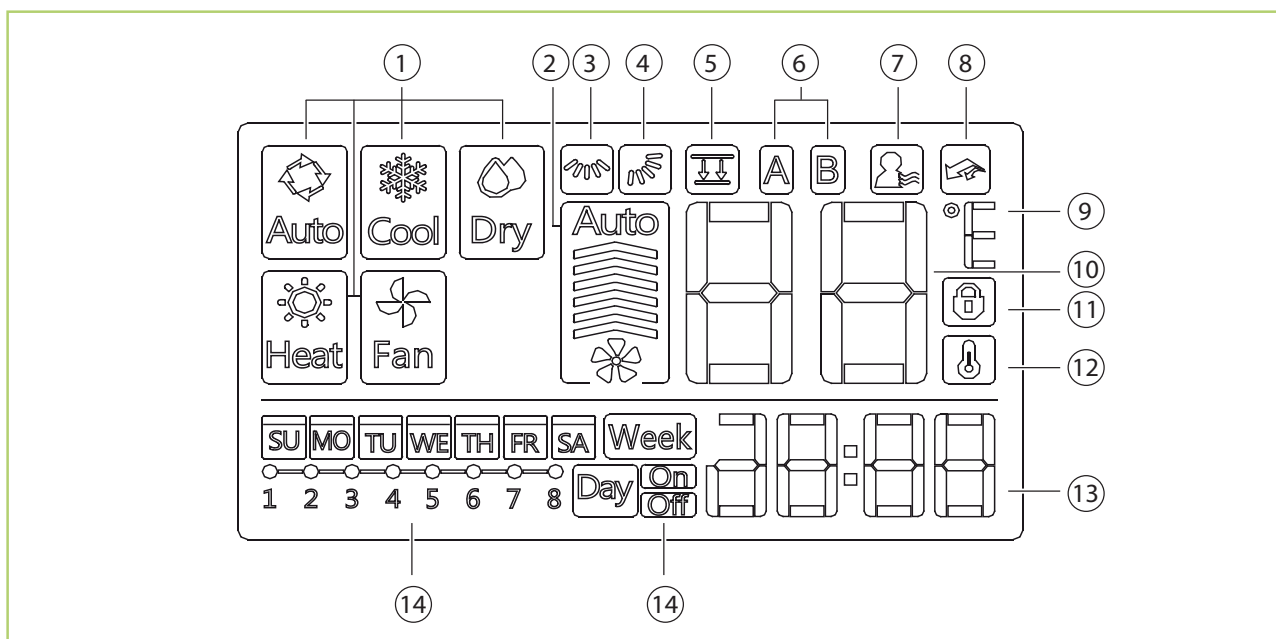 1 2 3 4 5 6 7 8
A B
Auto Cool Dry Auto
9
10
11
Heat Fan
12
SU MO TU WE TH FR SA Week
Day On
1 2 3 4 5 6 7 8 Off
13
14 14